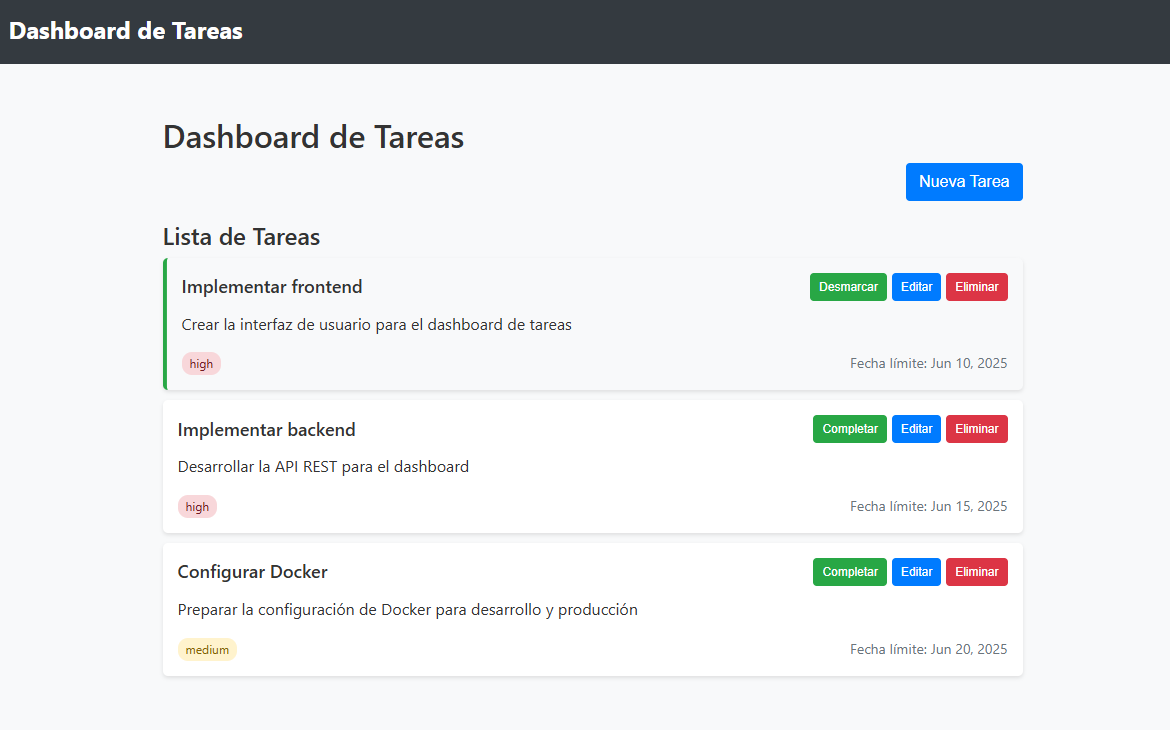 Dashboard de Tareas
Dashboard de Tareas
Nueva Tarea
Lista de Tareas
Implementar frontend
Desmarcar Editar Eliminar
Crear la interfaz de usuario para el dashboard de tareas
high
Fecha límite: Jun 10, 2025
Implementar backend
Completar Editar Eliminar
Desarrollar la API REST para el dashboard
high
Fecha límite: Jun 15, 2025
Configurar Docker
Completar Editar Eliminar
Preparar la configuración de Docker para desarrollo y producción
medium
Fecha límite: Jun 20, 2025